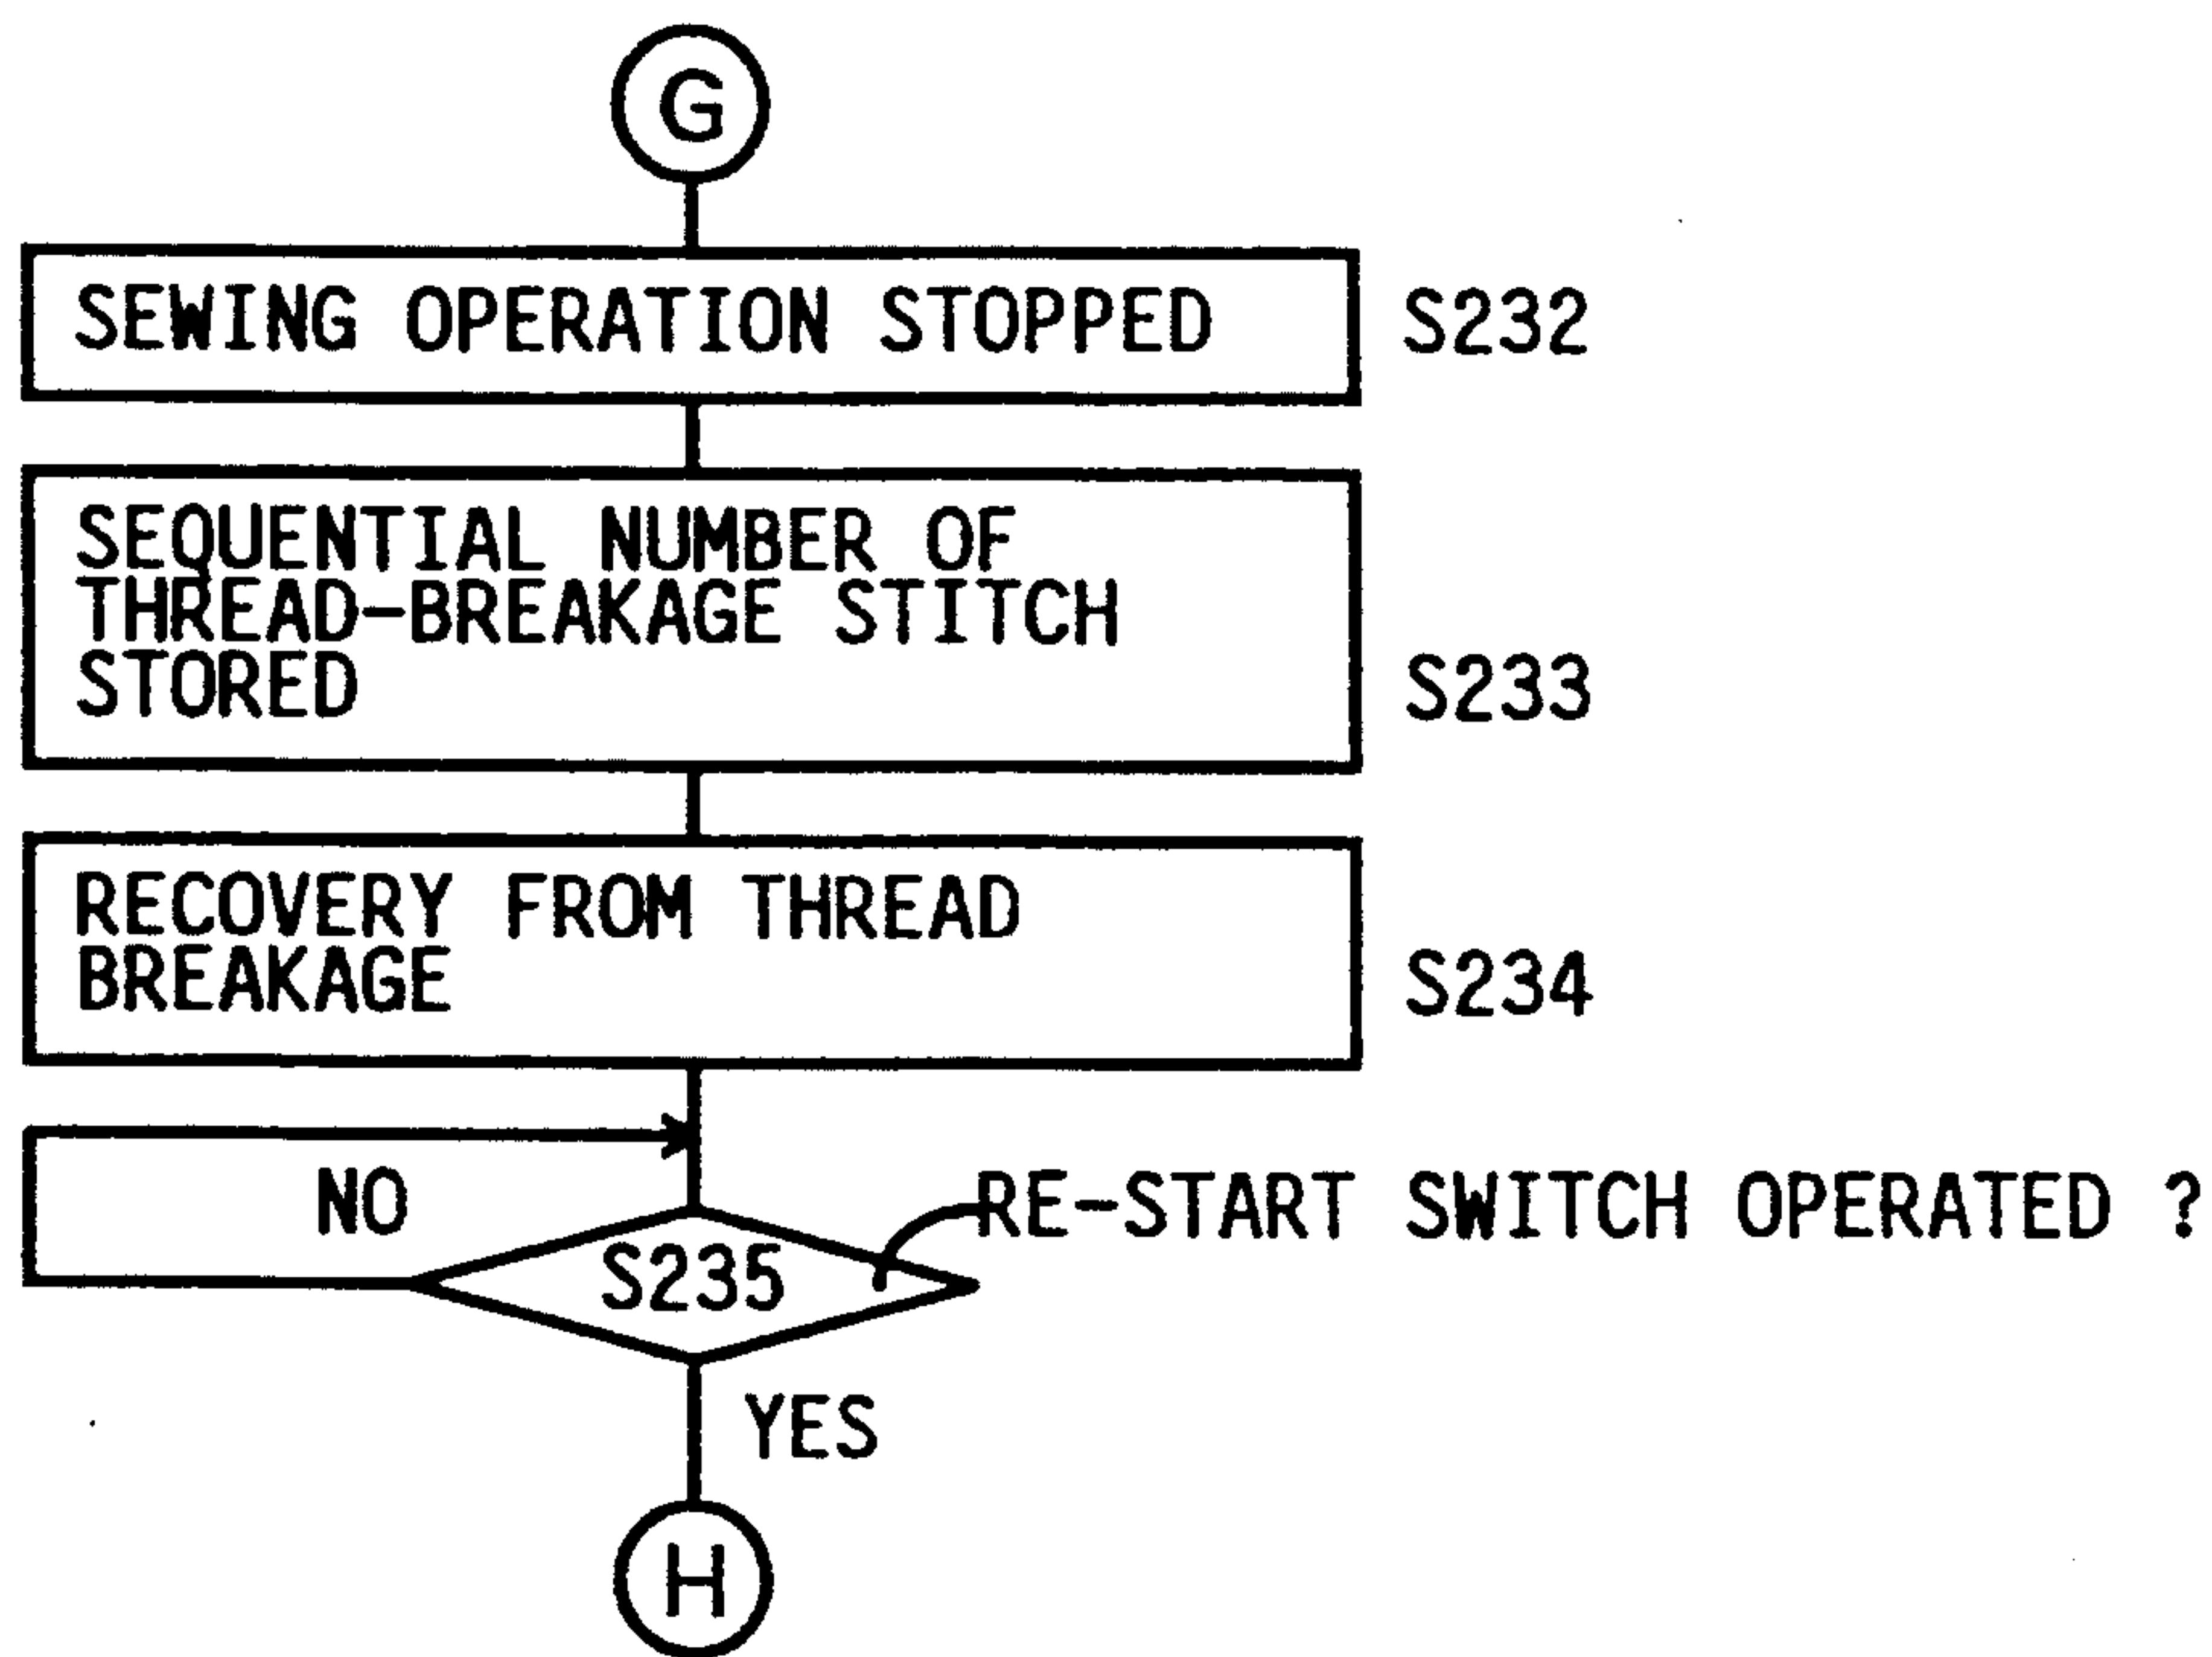 G
SEWING OPERATION STOPPED S232
SEQUENTIAL NUMBER OF
THREAD-BREAKAGE STITCH
STORED S233
RECOVERY FROM THREAD
BREAKAGE S234
NO RE-START SWITCH OPERATED ?
S235
YES
H